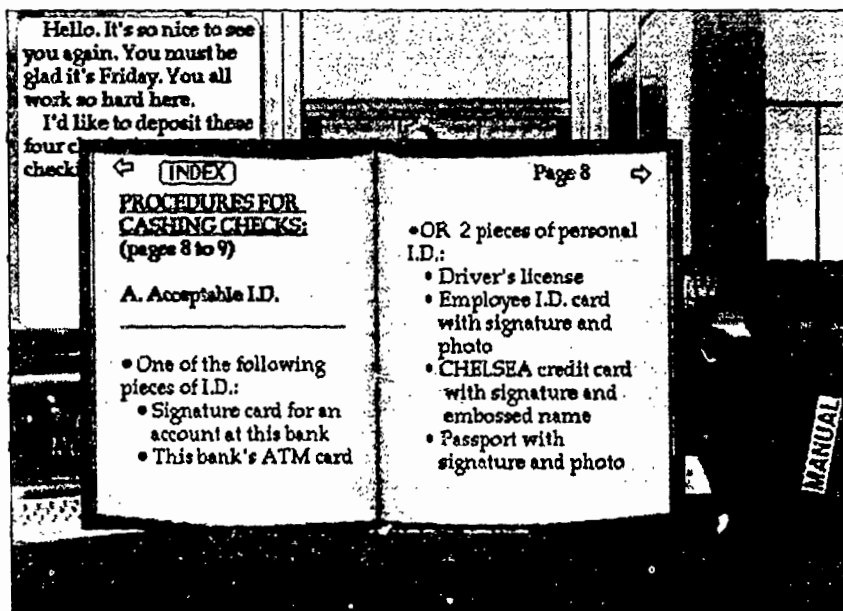 Hello. It's so nice to see
you again. You must be
glad it's Friday. You all
work so hard here.
I'd like to deposit these
four
INDEX
PROCEDURES FOR
CASHING CHECKS:
(pages 8 to 9)
A. Acceptable I.D.
• One of the following
pieces of I.D.:
• Signature card for an
account at this bank
• This bank's ATM card
Page 8
•OR 2 pieces of personal
I.D.:
• Driver's license
• Employee I.D. card
with signature and
photo
• CHELSEA credit card
with signature and
embossed name
• Passport with
signature and photo
MANUAL